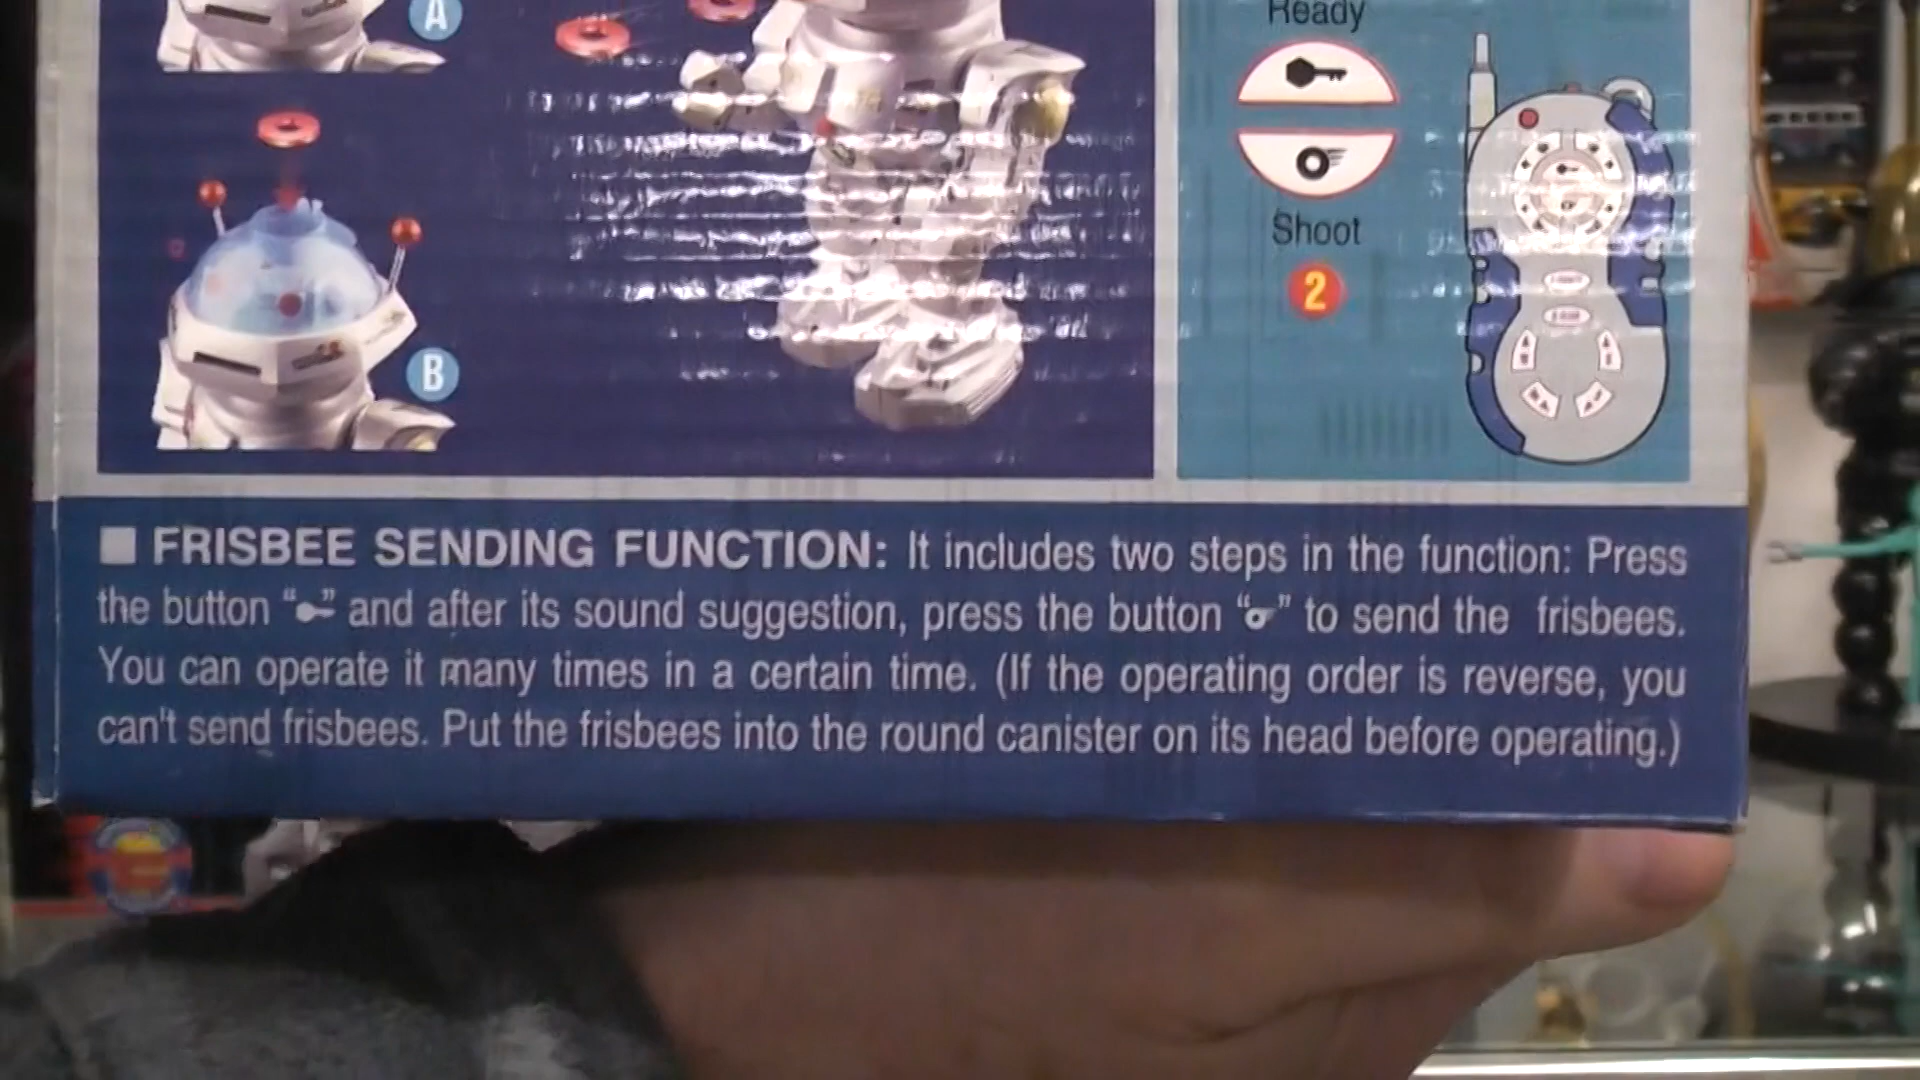 A
Ready
Shoot
2
B
FRISBEE SENDING FUNCTION: It includes two steps in the function: Press
the button “ ” and after its sound suggestion, press the button “ ” to send the frisbees.
You can operate it many times in a certain time. (If the operating order is reverse, you
can't send frisbees. Put the frisbees into the round canister on its head before operating.)